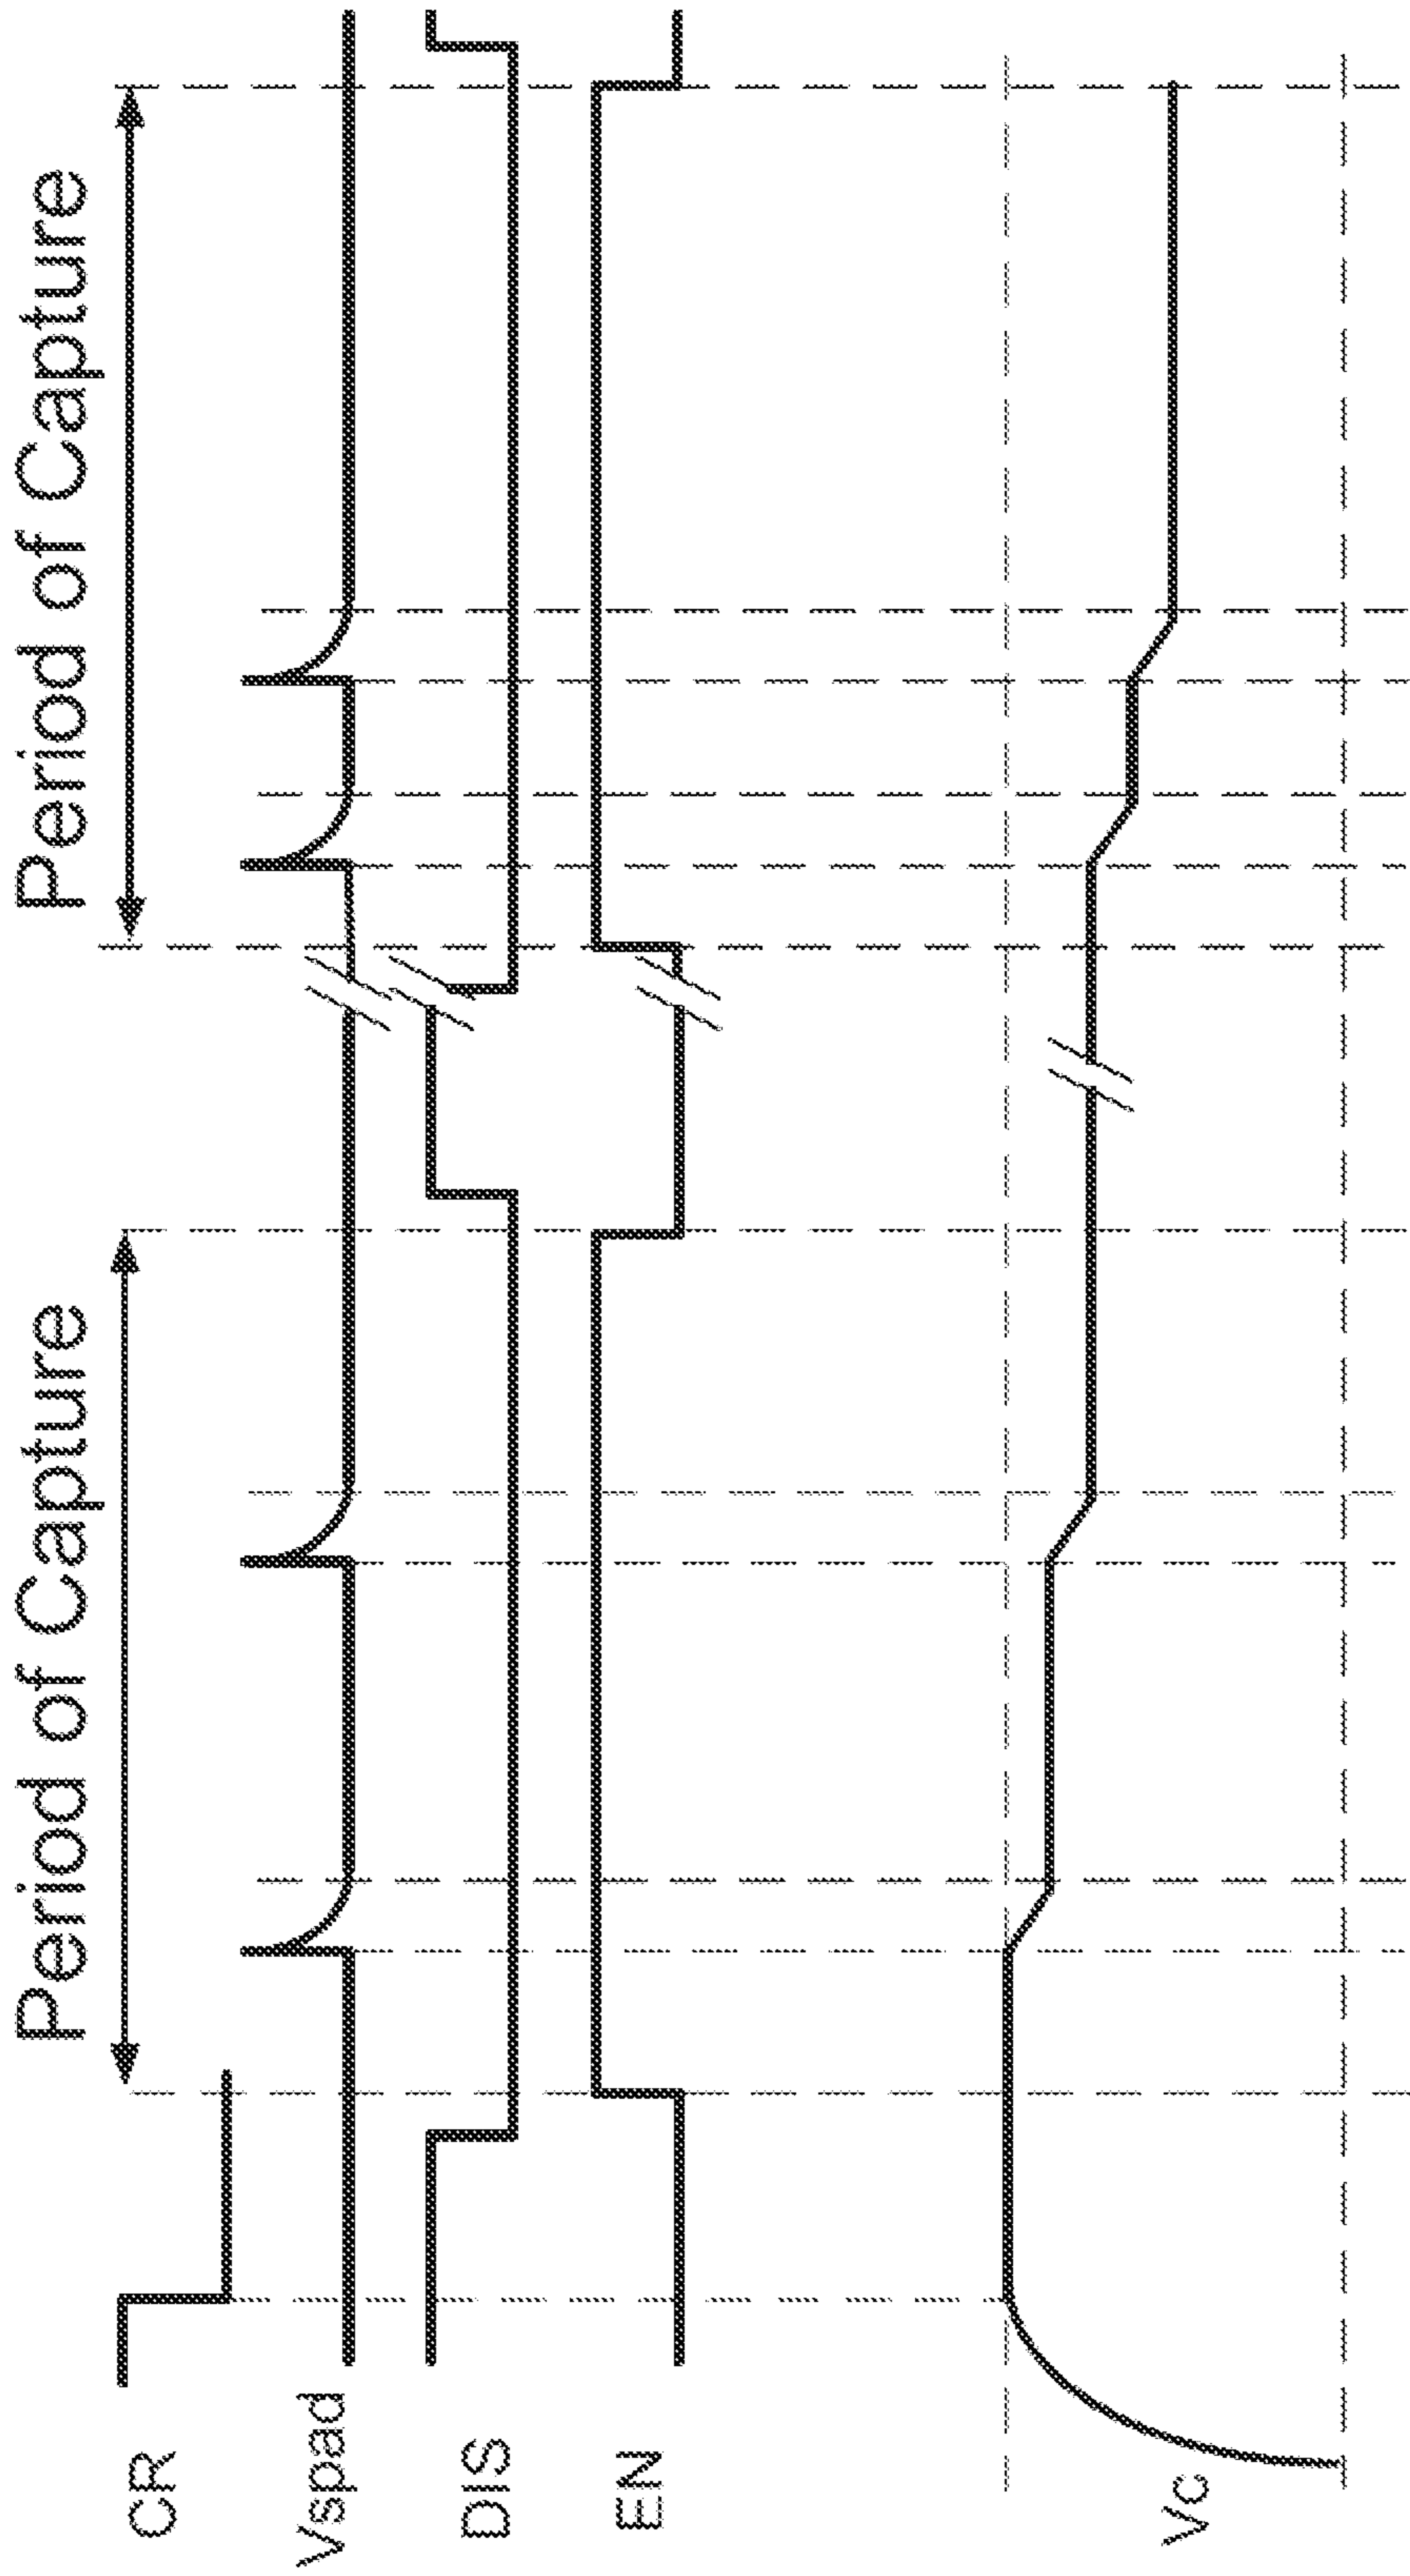 Period of Capture
Period of Capture
CR
Vspad
DIS
EN
Vc